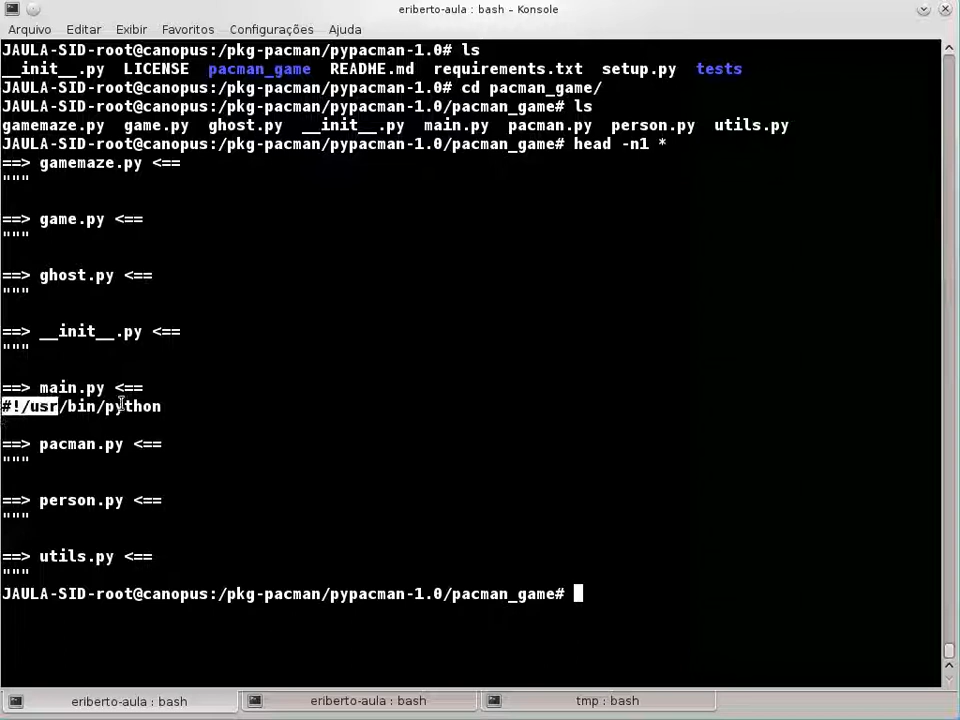 eriberto-aula : bash – Konsole
Arquivo Editar Exibir Favoritos Configurações Ajuda
JAULA-SID-root@canopus:/pkg-pacman/pypacman-1.0# ls
__init__.py LICENSE pacman_game README.md requirements.txt setup.py tests
JAULA-SID-root@canopus:/pkg-pacman/pypacman-1.0# cd pacman_game/
JAULA-SID-root@canopus:/pkg-pacman/pypacman-1.0/pacman_game# ls
gamemaze.py game.py ghost.py __init__.py main.py pacman.py person.py utils.py
JAULA-SID-root@canopus:/pkg-pacman/pypacman-1.0/pacman_game# head -n1 *
==> gamemaze.py <==
"""
==> game.py <==
"""
==> ghost.py <==
"""
==> __init__.py <==
"""
==> main.py <==
#!/usr/bin/python
==> pacman.py <==
"""
==> person.py <==
"""
==> utils.py <==
"""
JAULA-SID-root@canopus:/pkg-pacman/pypacman-1.0/pacman_game#
eriberto-aula : bash eriberto-aula : bash tmp : bash